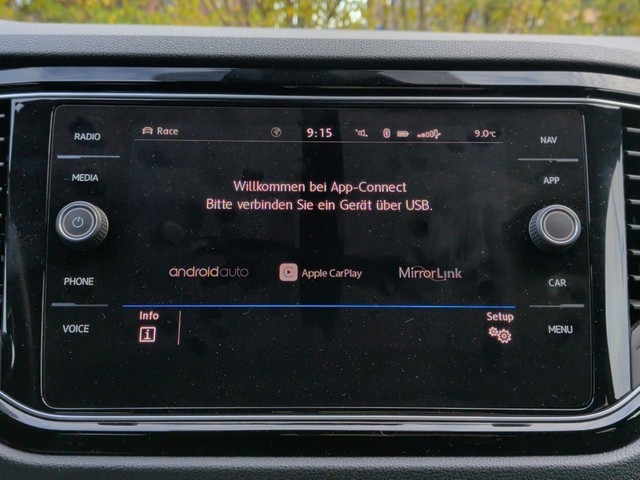 RADIO
MEDIA
PHONE
VOICE
Race
9:15
9.0°C
Willkommen bei App-Connect
Bitte verbinden Sie ein Gerät über USB.
androidauto
Apple CarPlay
MirrorLink
Info
i
Setup
NAV
APP
CAR
MENU